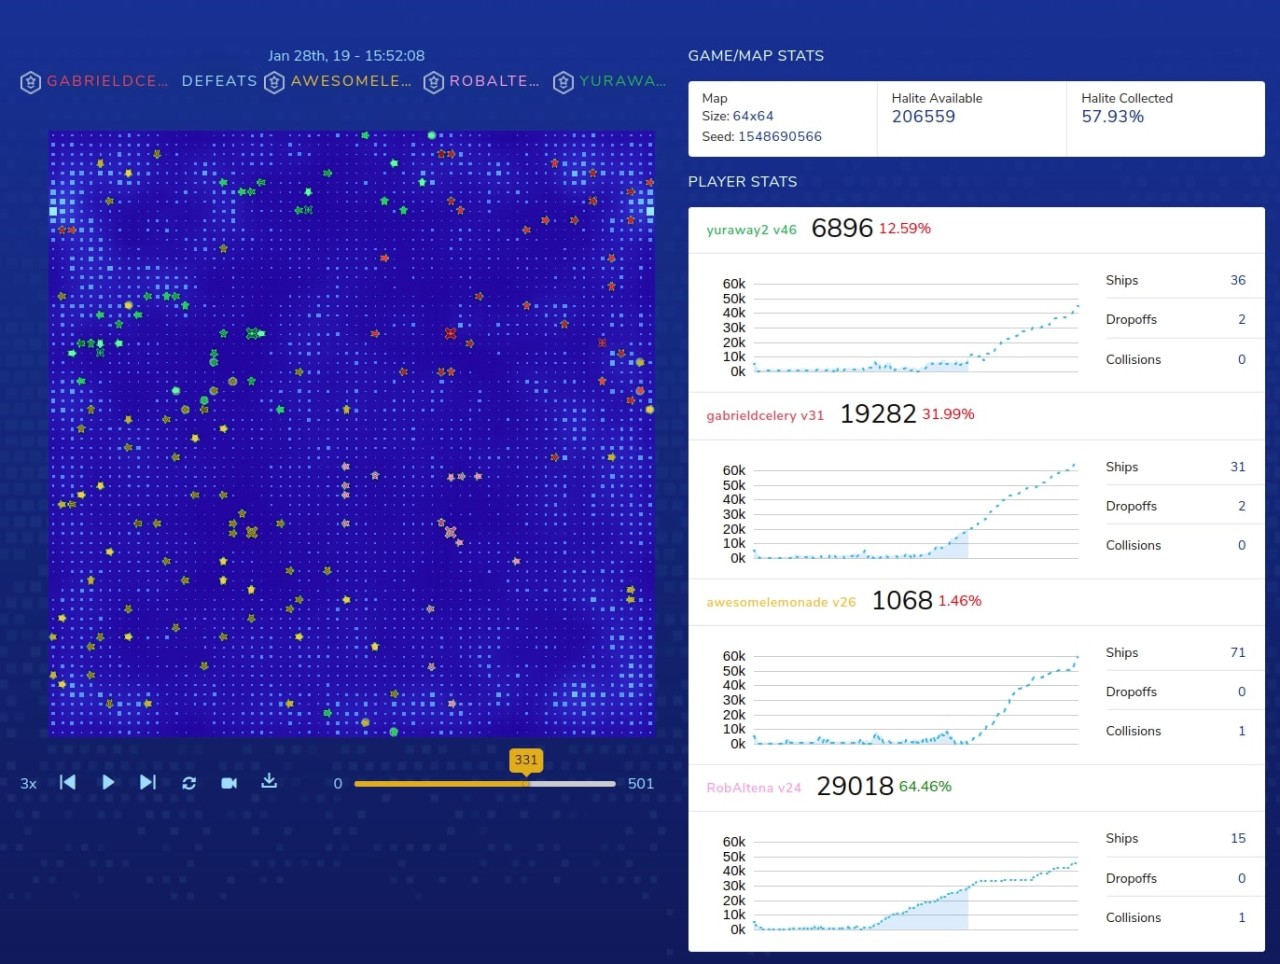 Jan 28th, 19 - 15:52:08
GABRIELDCE... DEFEATS AWESOMELE... ROBALTE... YURAWA...
3x
0
331
501
GAME/MAP STATS
Map
Size: 64x64
Seed: 1548690566
Halite Available
206559
Halite Collected
57.93%
PLAYER STATS
yuraway2 v46 6896 12.59%
60k
50k
40k
30k
20k
10k
0k
Ships 36
Dropoffs 2
Collisions 0
gabrieldcelery v31 19282 31.99%
60k
50k
40k
30k
20k
10k
0k
Ships 31
Dropoffs 2
Collisions 0
awesomelemonade v26 1068 1.46%
60k
50k
40k
30k
20k
10k
0k
Ships 71
Dropoffs 0
Collisions 1
RobAltena v24 29018 64.46%
60k
50k
40k
30k
20k
10k
0k
Ships 15
Dropoffs 0
Collisions 1